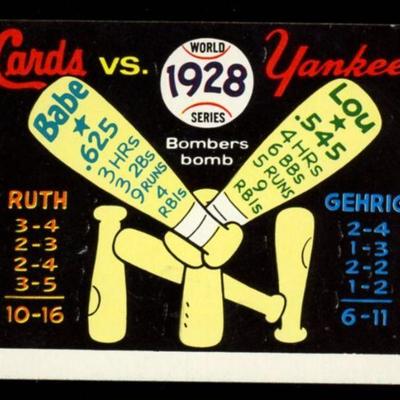 Cards vs. Yankee
WORLD
1928
SERIES
Bombers
bomb
Babe
★
.625
3 HRs
3 2Bs
9 RUNS
4
RBIs
Lou
★
.545
4 HRs
6 BBs
5 RUNS
9
RBIs
RUTH
3-4
2-3
2-4
3-5
10-16
GEHRIG
2-4
1-3
2-2
1-2
6-11